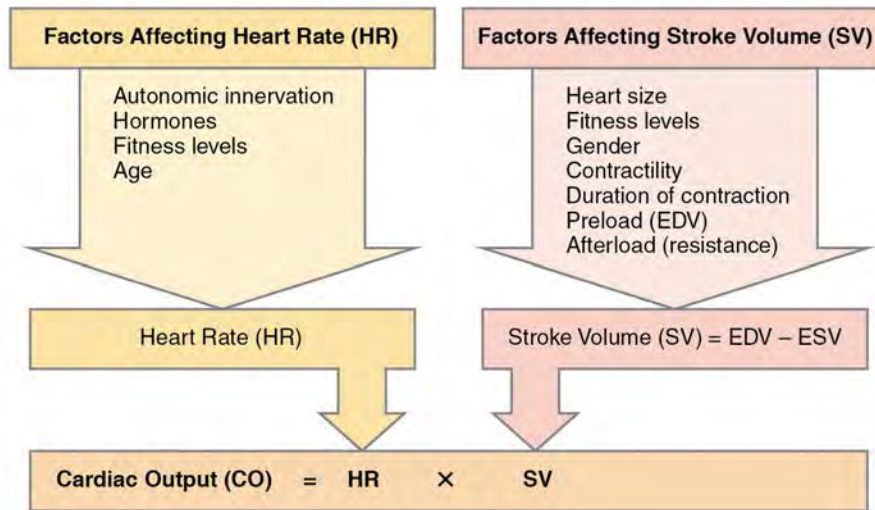 Factors Affecting Heart Rate (HR)
Autonomic innervation
Hormones
Fitness levels
Age
Heart Rate (HR)
Factors Affecting Stroke Volume (SV)
Heart size
Fitness levels
Gender
Contractility
Duration of contraction
Preload (EDV)
Afterload (resistance)
Stroke Volume (SV) = EDV – ESV
Cardiac Output (CO) = HR × SV